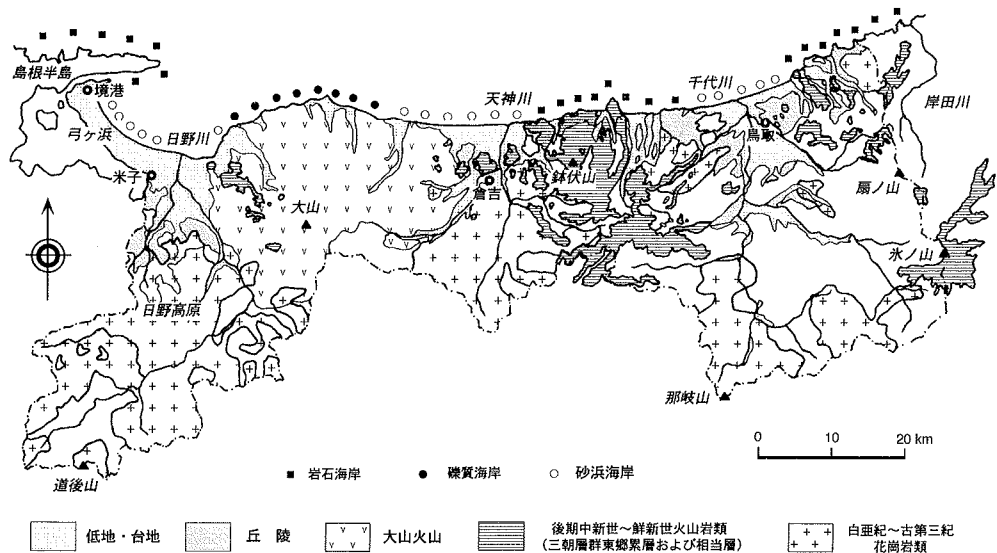 島根半島
境港
弓ヶ浜
日野川
米子
大山
日野高原
道後山
天神川
倉吉
鉢伏山
千代川
鳥取
岸田川
扇ノ山
氷ノ山
那岐山
0 10 20 km
岩石海岸 礫質海岸 砂浜海岸
低地・台地 丘陵 大山火山 後期中新世~鮮新世火山岩類
(三朝層群東郷累層および相当層) 白亜紀~古第三紀
花崗岩類